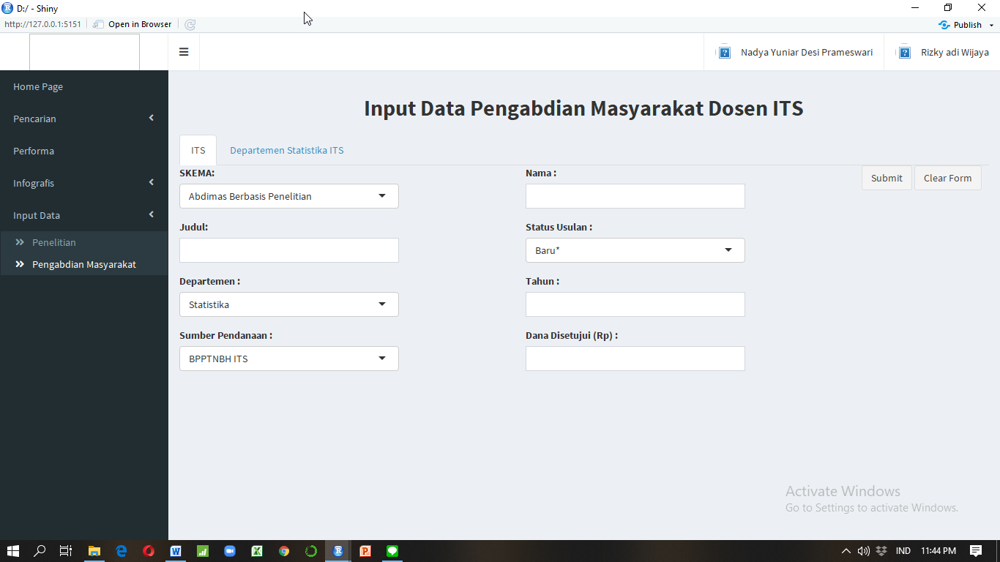 D:/ - Shiny
http://127.0.0.1:5151 Open in Browser Publish
Nadya Yuniar Desi Prameswari Rizky adi Wijaya
Home Page
Pencarian
Performa
Infografis
Input Data
Penelitian
Pengabdian Masyarakat
Input Data Pengabdian Masyarakat Dosen ITS
ITS Departemen Statistika ITS
SKEMA: Nama :
Submit Clear Form
Abdimas Berbasis Penelitian
Judul: Status Usulan :
Baru*
Departemen : Tahun :
Statistika
Sumber Pendanaan : Dana Disetujui (Rp) :
BPPTNBH ITS
Activate Windows
Go to Settings to activate Windows.
IND 11:44 PM